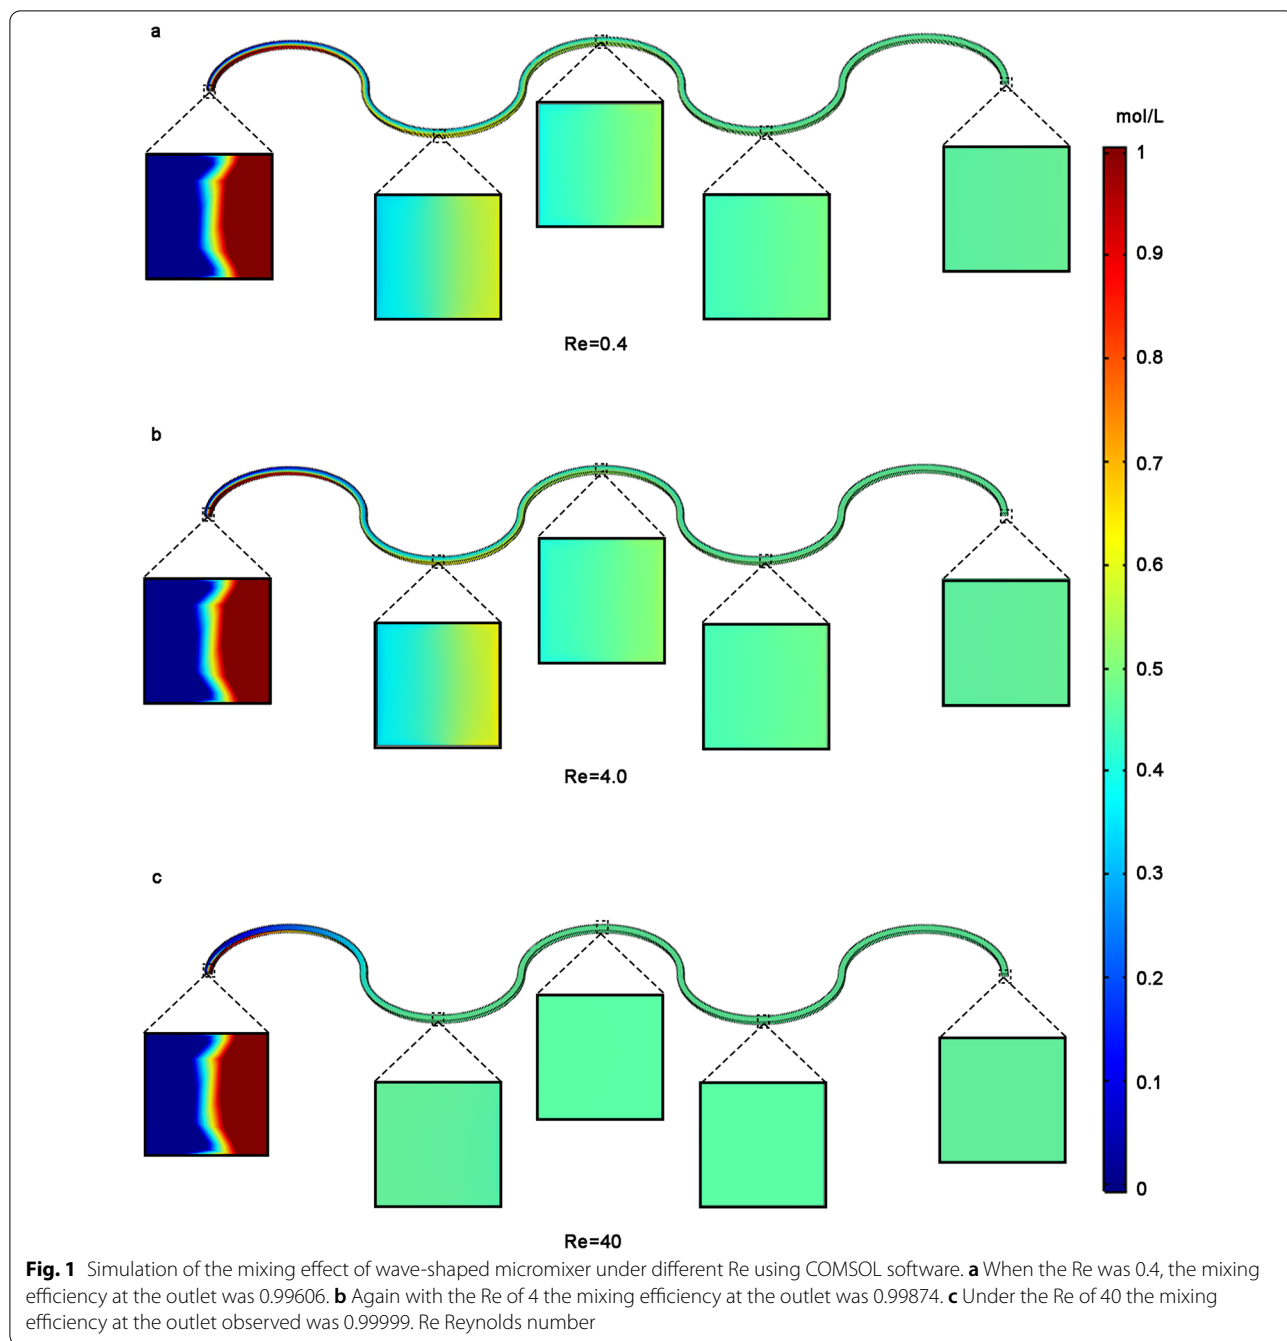 a
mol/L
1
0.9
0.8
0.7
0.6
0.5
0.4
0.3
0.2
0.1
0
Re=0.4
b
Re=4.0
c
Re=40
Fig. 1 Simulation of the mixing effect of wave-shaped micromixer under different Re using COMSOL software. a When the Re was 0.4, the mixing
efficiency at the outlet was 0.99606. b Again with the Re of 4 the mixing efficiency at the outlet was 0.99874. c Under the Re of 40 the mixing
efficiency at the outlet observed was 0.99999. Re Reynolds number